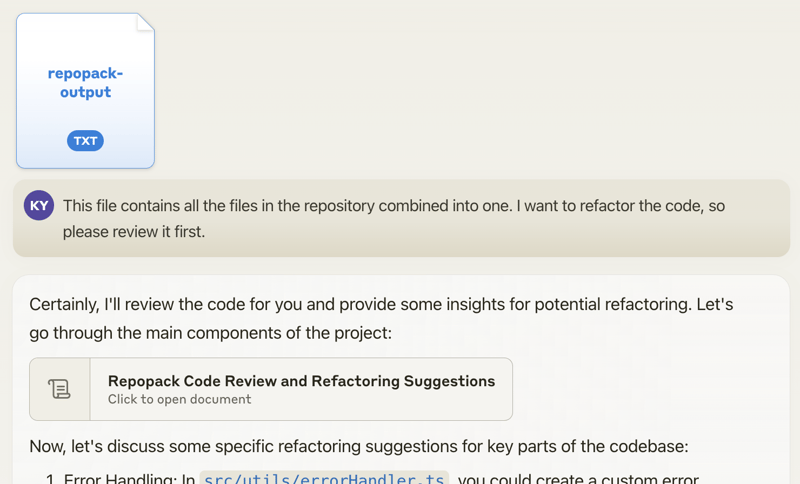 repopack-
output
TXT
KY
This file contains all the files in the repository combined into one. I want to refactor the code, so
please review it first.
Certainly, I'll review the code for you and provide some insights for potential refactoring. Let's
go through the main components of the project:
Repopack Code Review and Refactoring Suggestions
Click to open document
Now, let's discuss some specific refactoring suggestions for key parts of the codebase:
1. Error Handling: In src/utils/errorHandler.ts, you could create a custom error